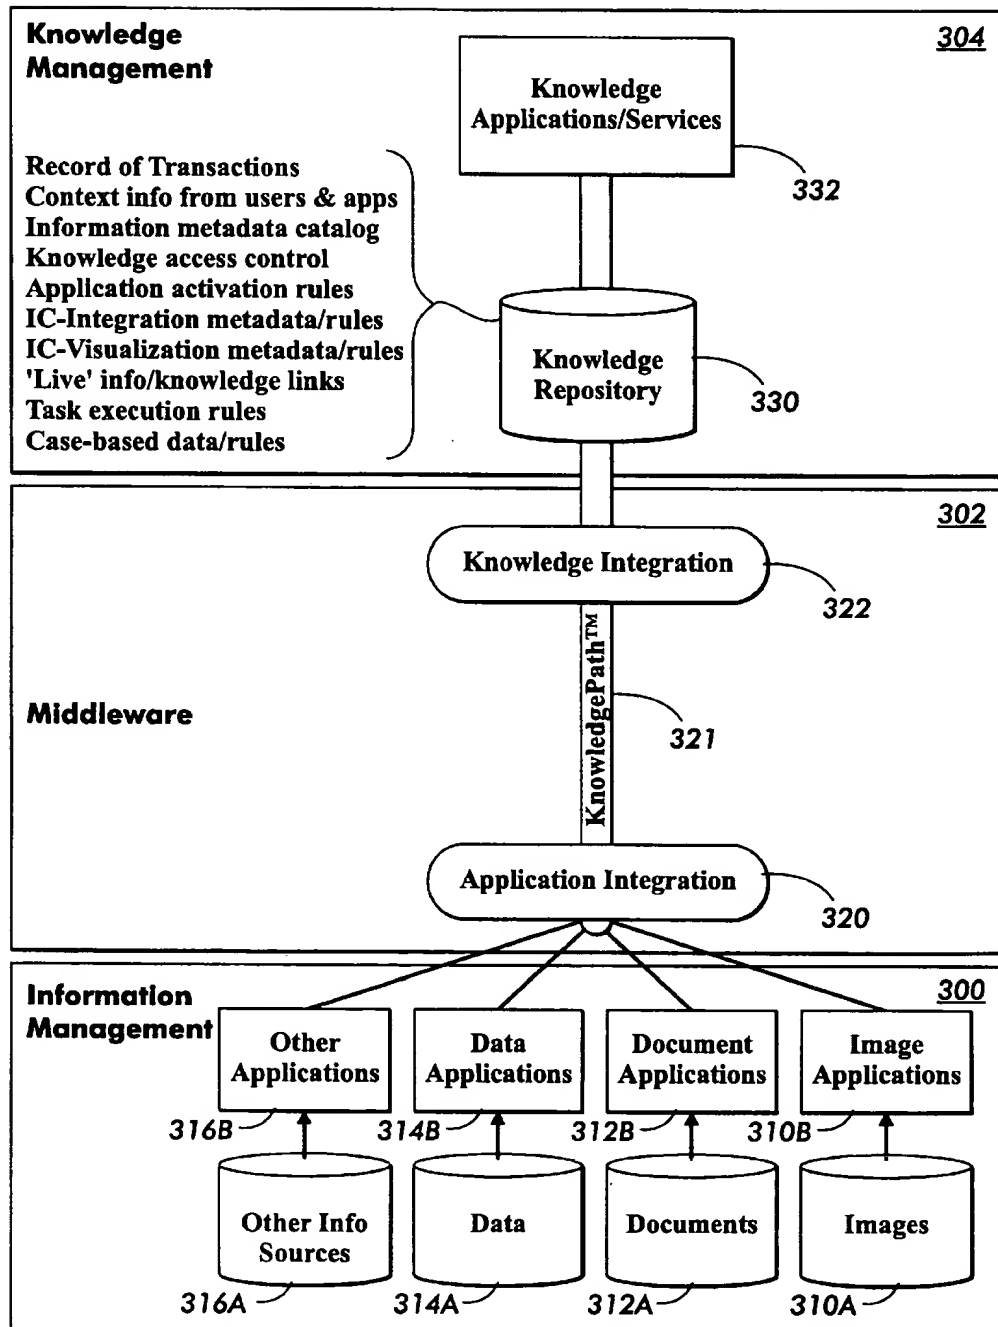 Knowledge
Management
304
Knowledge
Applications/Services
332
Record of Transactions
Context info from users & apps
Information metadata catalog
Knowledge access control
Application activation rules
IC-Integration metadata/rules
IC-Visualization metadata/rules
'Live' info/knowledge links
Task execution rules
Case-based data/rules
Knowledge
Repository
330
302
Knowledge Integration
322
KnowledgePath™
321
Middleware
Application Integration
320
Information
Management
300
Other
Applications
316B
Data
Applications
314B
Document
Applications
312B
Image
Applications
310B
Other Info
Sources
316A
Data
314A
Documents
312A
Images
310A